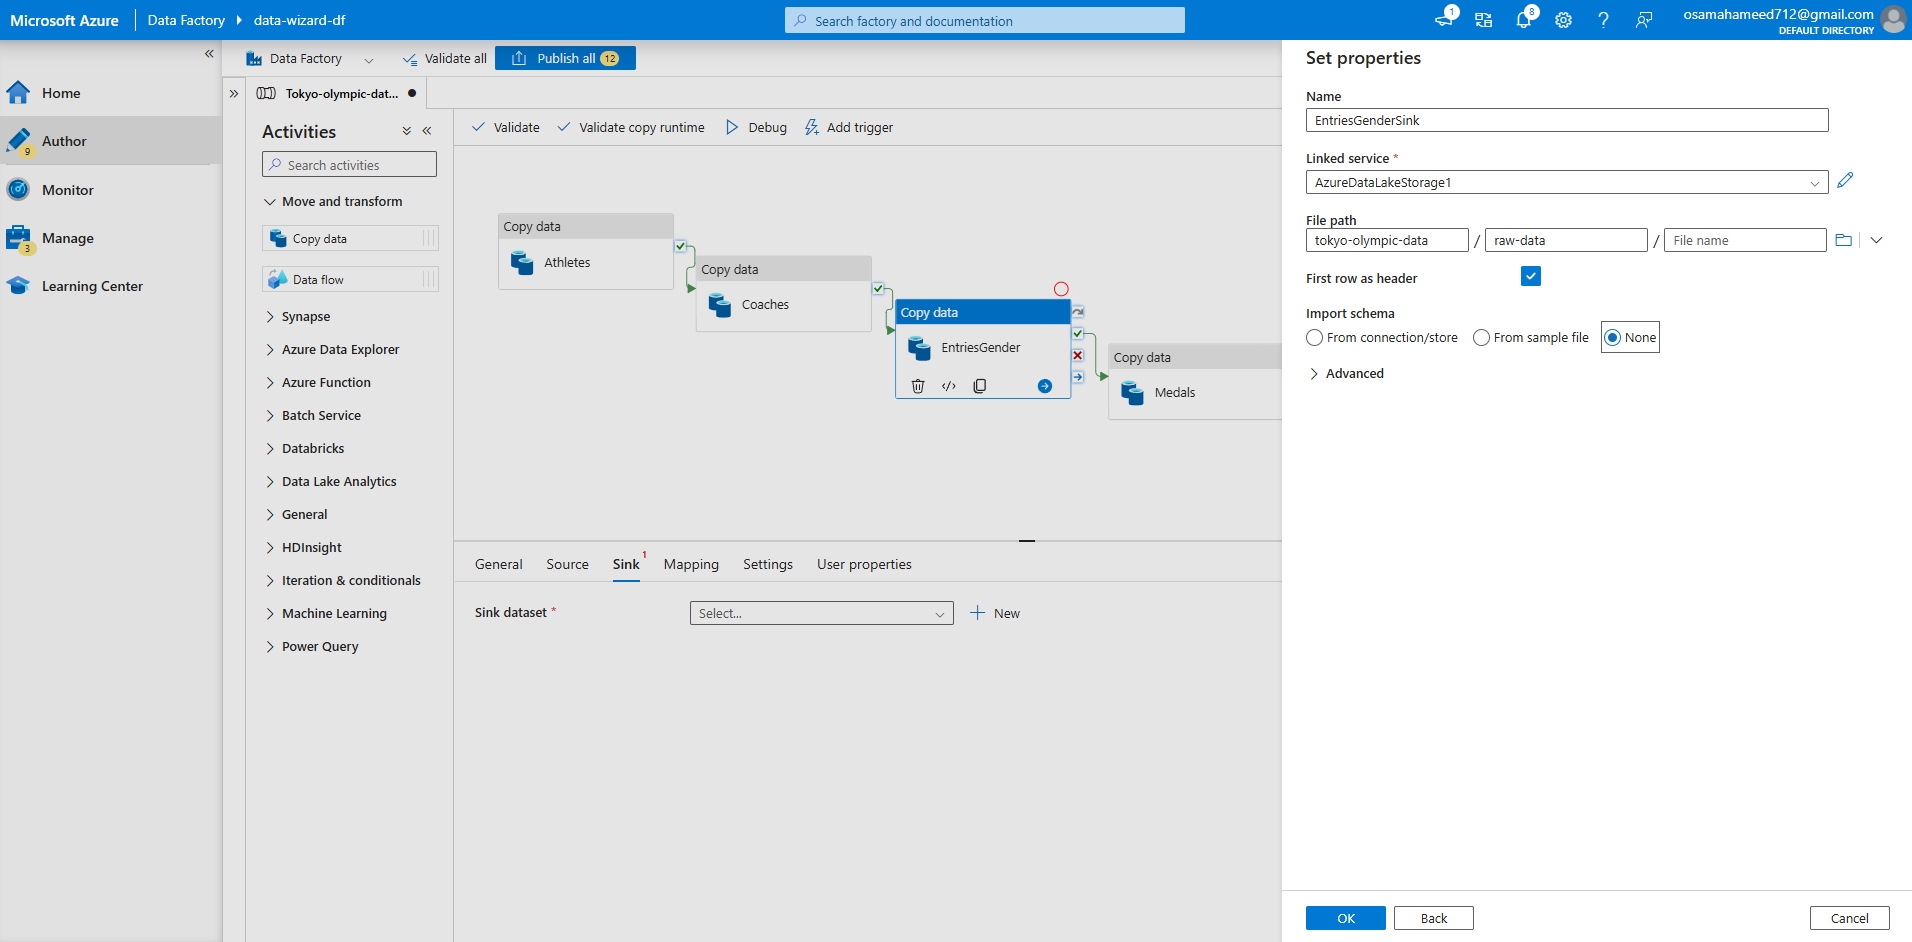 Microsoft Azure
Data Factory
data-wizard-df
Search factory and documentation
1
8
osamahameed712@gmail.com
DEFAULT DIRECTORY
Home
Author
9
Monitor
Manage
3
Learning Center
Data Factory
Validate all
Publish all 12
Tokyo-olympic-dat...
Activities
Search activities
Move and transform
Copy data
Data flow
Synapse
Azure Data Explorer
Azure Function
Batch Service
Databricks
Data Lake Analytics
General
HDInsight
Iteration & conditionals
Machine Learning
Power Query
Validate
Validate copy runtime
Debug
Add trigger
Copy data
Athletes
Copy data
Coaches
Copy data
EntriesGender
Copy data
Medals
General
Source
Sink 1
Mapping
Settings
User properties
Sink dataset *
Select...
New
Set properties
Name
EntriesGenderSink
Linked service *
AzureDataLakeStorage1
File path
tokyo-olympic-data / raw-data / File name
First row as header
Import schema
From connection/store
From sample file
None
Advanced
OK
Back
Cancel